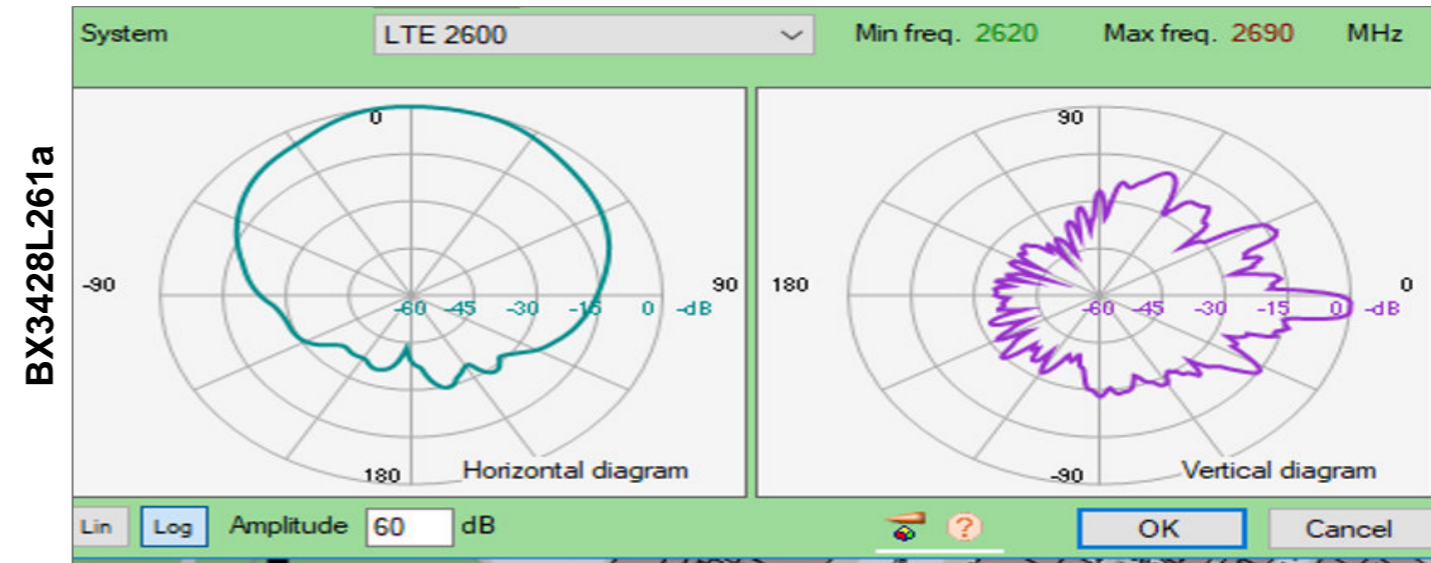 BX3428L261a
System LTE 2600 Min freq. 2620 Max freq. 2690 MHz
0
-90 90
-60 -45 -30 -15 0 -dB
180 Horizontal diagram
90
180 0
-60 -45 -30 -15 0 -dB
-90 Vertical diagram
Lin Log Amplitude 60 dB ? OK Cancel